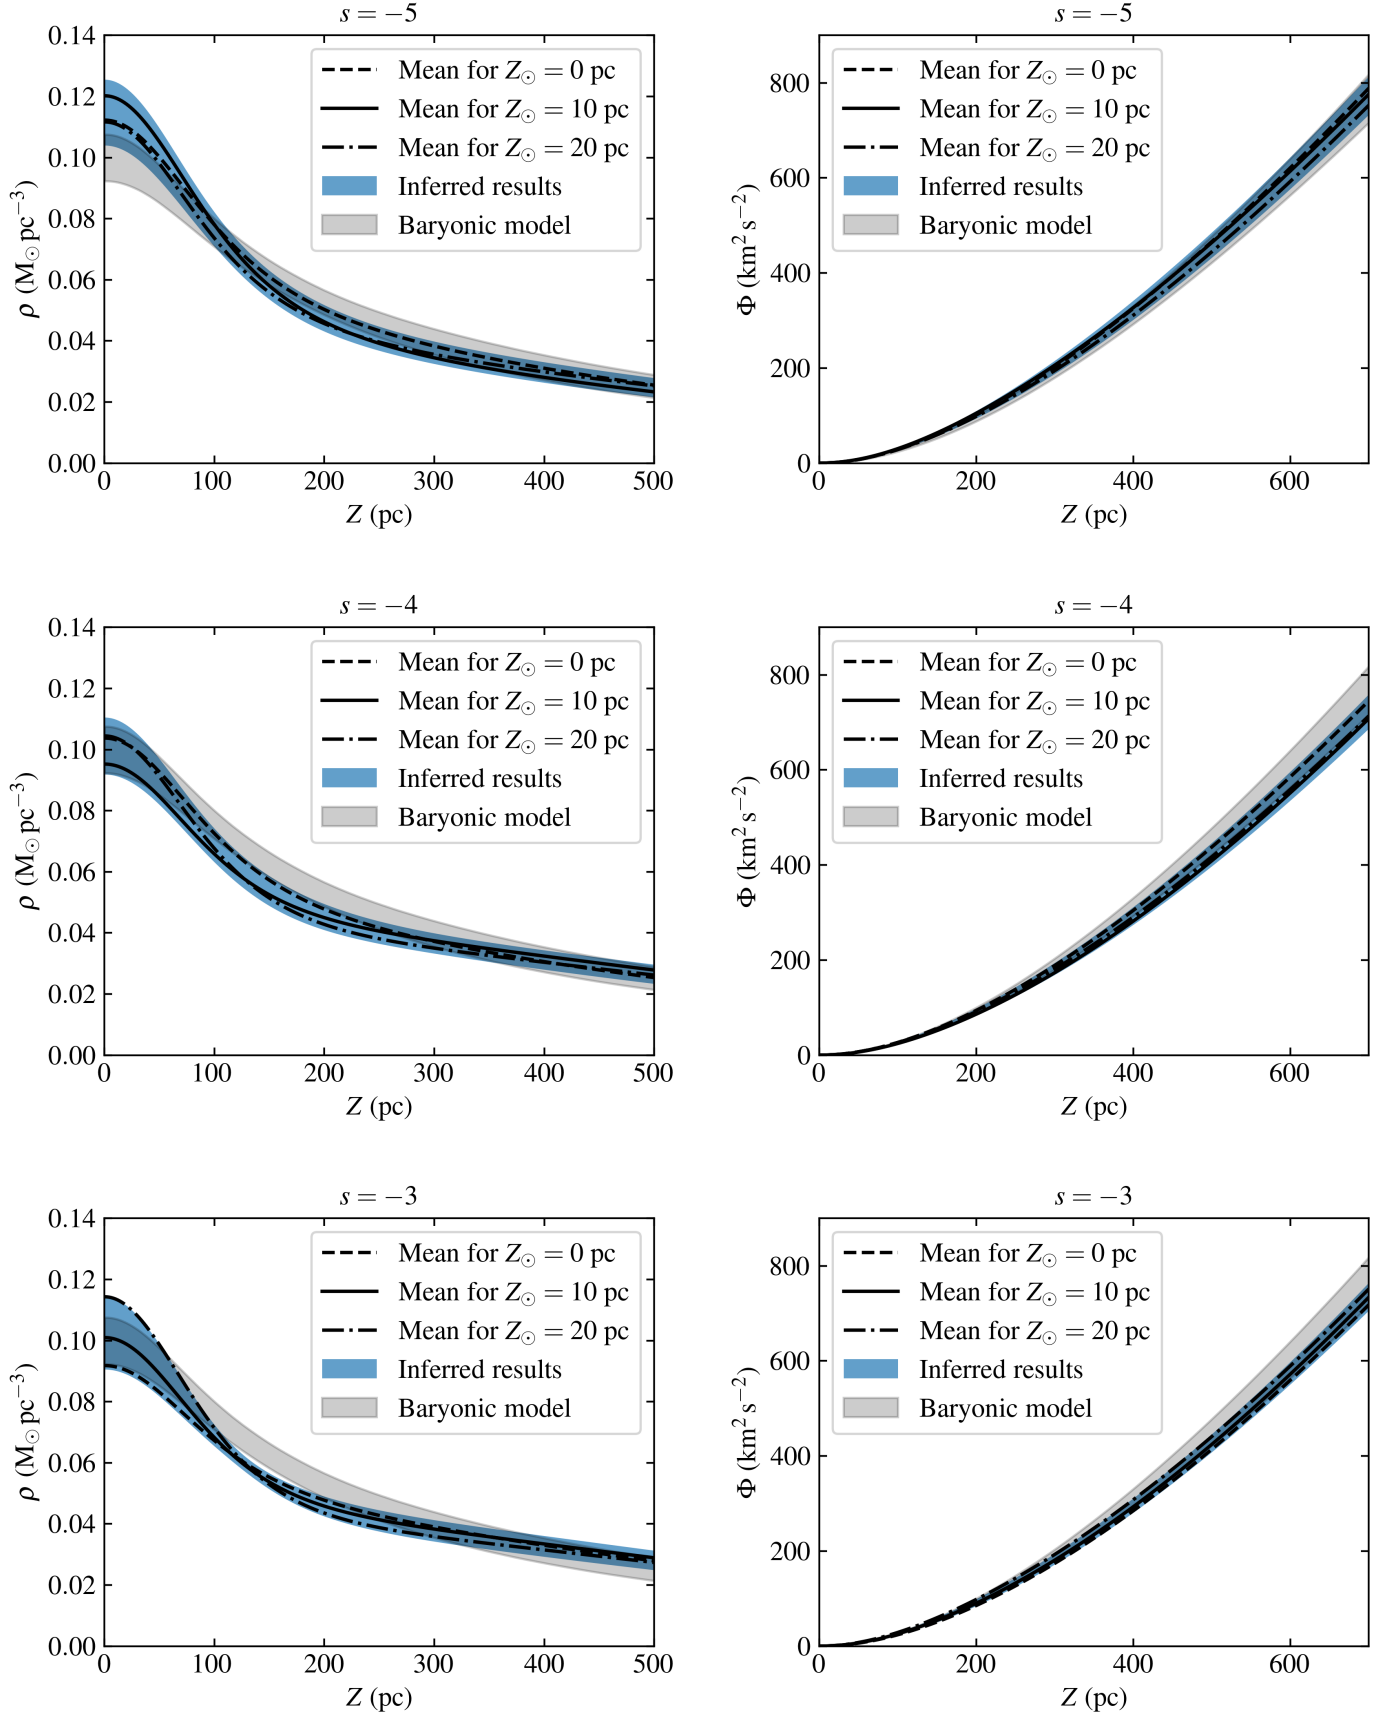 s = −5
0.14
0.12
0.10
0.08
0.06
0.04
0.02
0.00
ρ (M⊙pc⁻³)
Mean for Z⊙ = 0 pc
Mean for Z⊙ = 10 pc
Mean for Z⊙ = 20 pc
Inferred results
Baryonic model
0 100 200 300 400 500
Z (pc)
s = −5
800
600
400
200
0
Φ (km² s⁻²)
Mean for Z⊙ = 0 pc
Mean for Z⊙ = 10 pc
Mean for Z⊙ = 20 pc
Inferred results
Baryonic model
0 200 400 600
Z (pc)
s = −4
0.14
0.12
0.10
0.08
0.06
0.04
0.02
0.00
ρ (M⊙pc⁻³)
Mean for Z⊙ = 0 pc
Mean for Z⊙ = 10 pc
Mean for Z⊙ = 20 pc
Inferred results
Baryonic model
0 100 200 300 400 500
Z (pc)
s = −4
800
600
400
200
0
Φ (km² s⁻²)
Mean for Z⊙ = 0 pc
Mean for Z⊙ = 10 pc
Mean for Z⊙ = 20 pc
Inferred results
Baryonic model
0 200 400 600
Z (pc)
s = −3
0.14
0.12
0.10
0.08
0.06
0.04
0.02
0.00
ρ (M⊙pc⁻³)
Mean for Z⊙ = 0 pc
Mean for Z⊙ = 10 pc
Mean for Z⊙ = 20 pc
Inferred results
Baryonic model
0 100 200 300 400 500
Z (pc)
s = −3
800
600
400
200
0
Φ (km² s⁻²)
Mean for Z⊙ = 0 pc
Mean for Z⊙ = 10 pc
Mean for Z⊙ = 20 pc
Inferred results
Baryonic model
0 200 400 600
Z (pc)